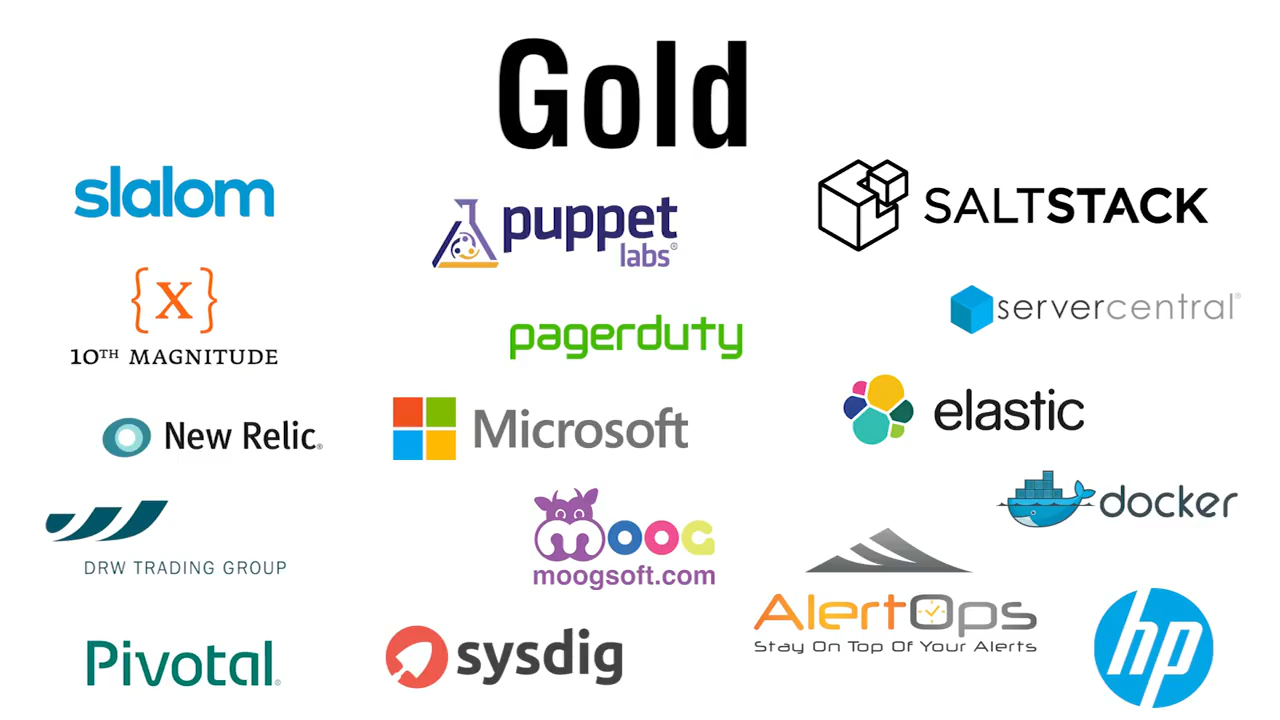 Gold
slalom
puppet
labs®
SALTSTACK
{x}
10TH MAGNITUDE
servercentral®
pagerduty
New Relic®
Microsoft
elastic
docker
DRW TRADING GROUP
moog
moogsoft.com
AlertOps
Stay On Top Of Your Alerts
Pivotal®
sysdig
hp